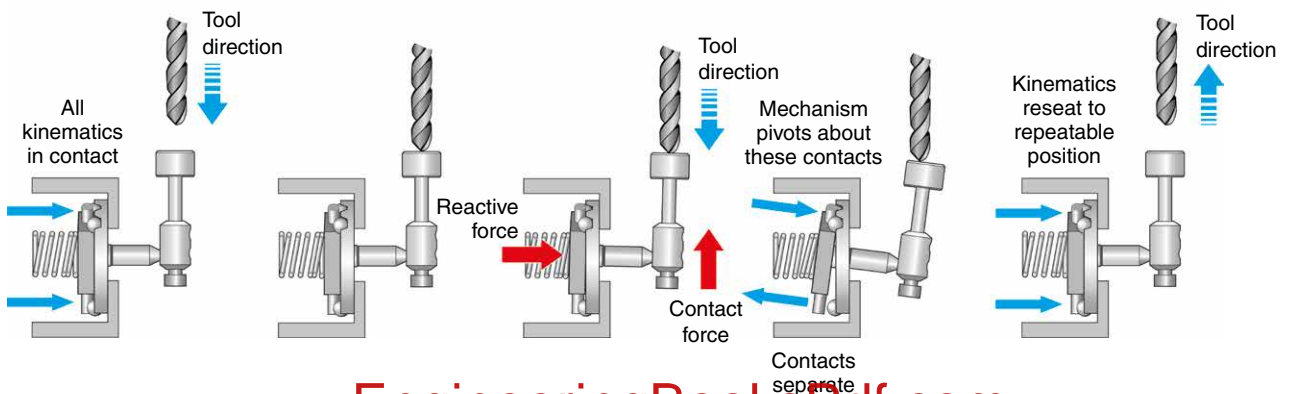 Tool
direction
All
kinematics
in contact
Reactive
force
Tool
direction
Contact
force
Mechanism
pivots about
these contacts
Contacts
separate
Kinematics
reseat to
repeatable
position
Tool
direction